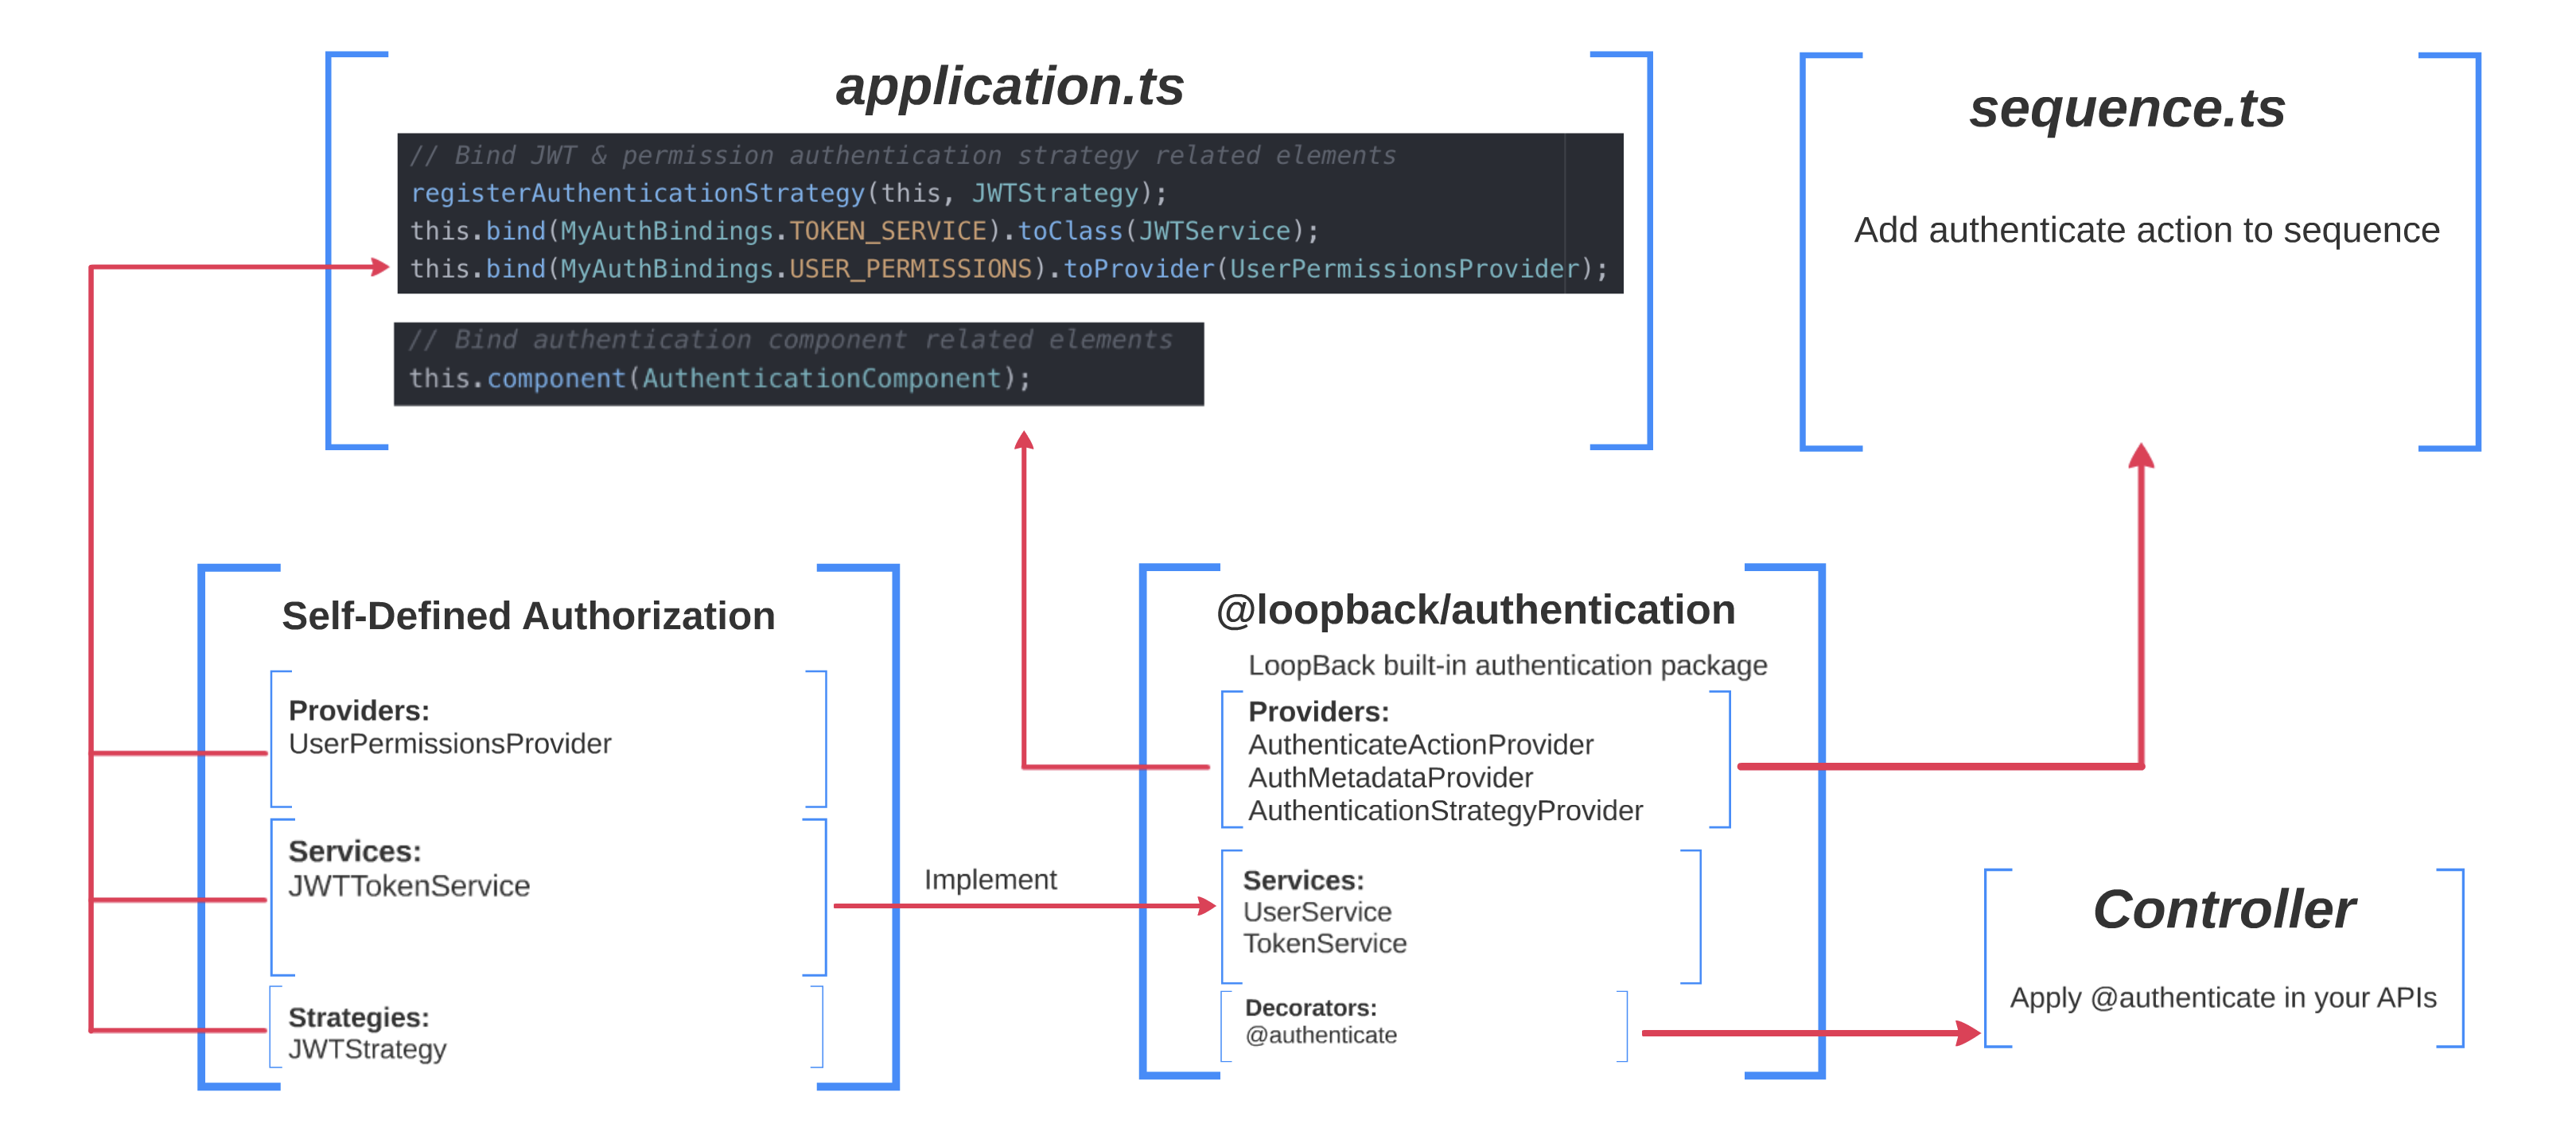 application.ts
// Bind JWT & permission authentication strategy related elements
registerAuthenticationStrategy(this, JWTStrategy);
this.bind(MyAuthBindings.TOKEN_SERVICE).toClass(JWTService);
this.bind(MyAuthBindings.USER_PERMISSIONS).toProvider(UserPermissionsProvider);
// Bind authentication component related elements
this.component(AuthenticationComponent);
sequence.ts
Add authenticate action to sequence
Self-Defined Authorization
Providers:
UserPermissionsProvider
Services:
JWTTokenService
Strategies:
JWTStrategy
Implement
@loopback/authentication
LoopBack built-in authentication package
Providers:
AuthenticateActionProvider
AuthMetadataProvider
AuthenticationStrategyProvider
Services:
UserService
TokenService
Decorators:
@authenticate
Controller
Apply @authenticate in your APIs